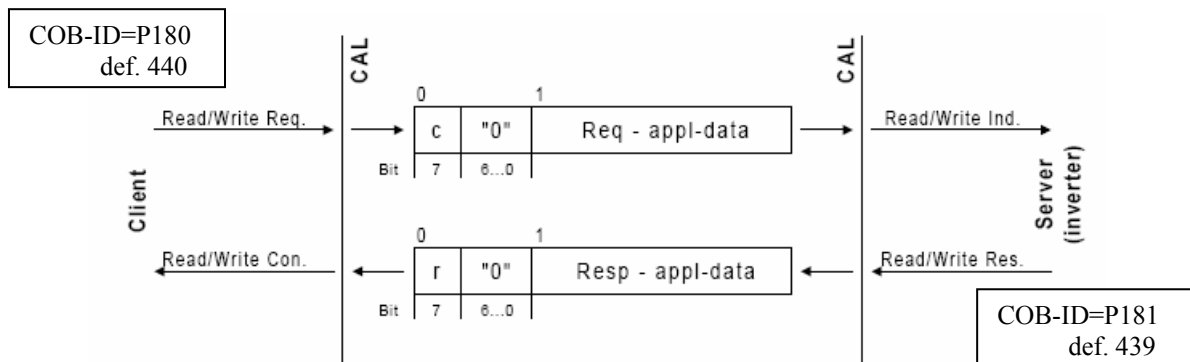 COB-ID=P180
def. 440
CAL
CAL
0 1
Read/Write Req.
c "0" Req - appl-data
Read/Write Ind.
Bit 7 6...0
Client
Server
(inverter)
0 1
Read/Write Con.
r "0" Resp - appl-data
Read/Write Res.
Bit 7 6...0
COB-ID=P181
def. 439